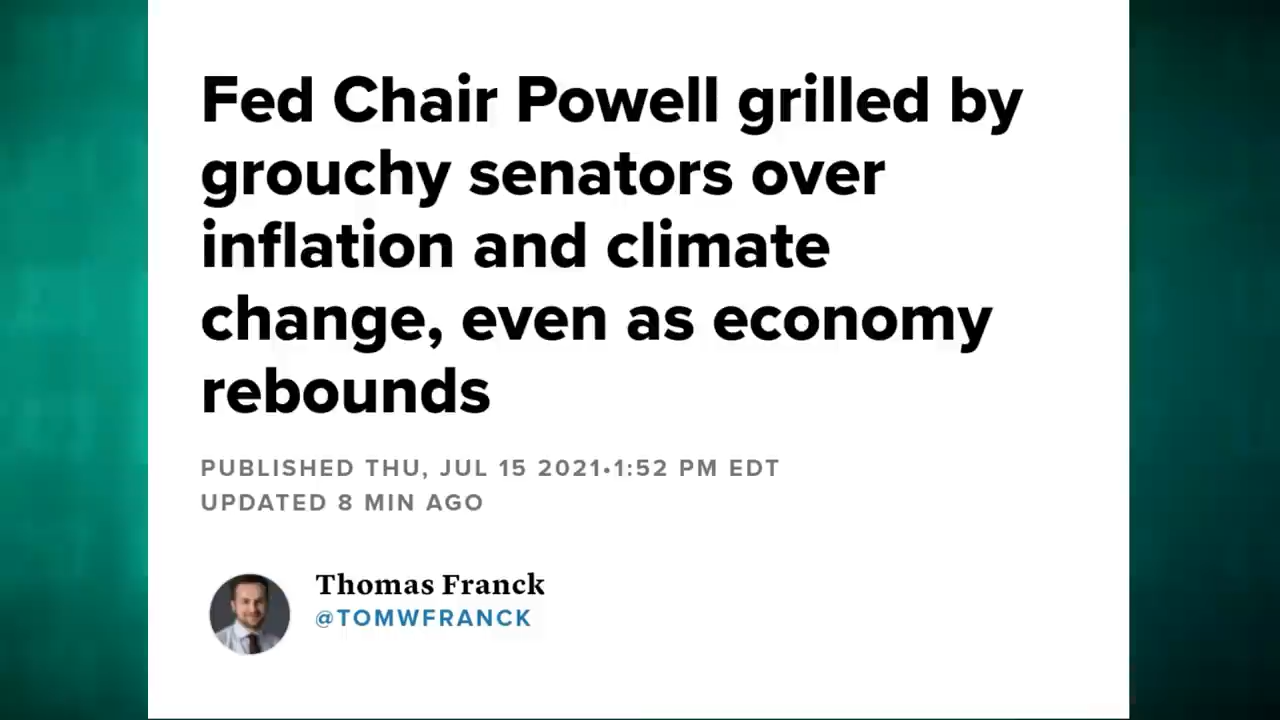 Fed Chair Powell grilled by
grouchy senators over
inflation and climate
change, even as economy
rebounds
PUBLISHED THU, JUL 15 2021•1:52 PM EDT
UPDATED 8 MIN AGO
Thomas Franck
@TOMWFRANCK